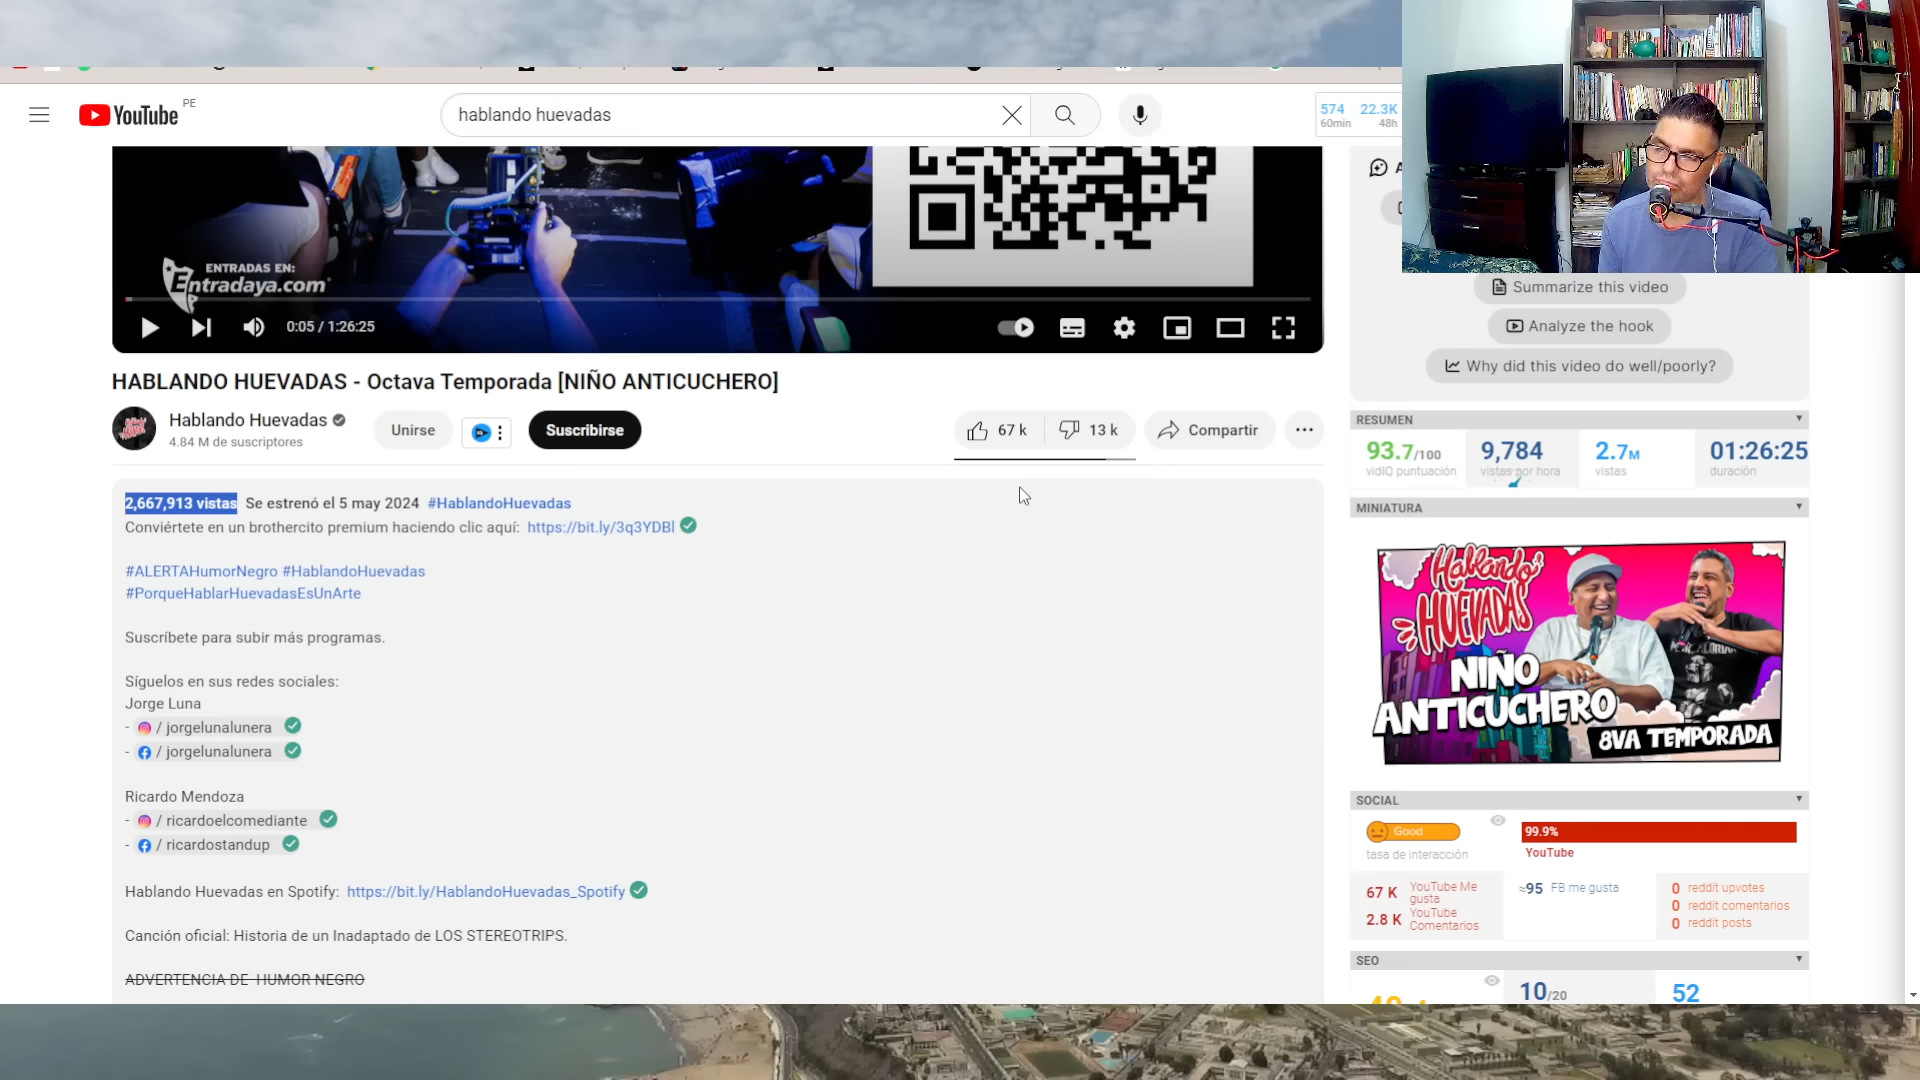 YouTube PE
hablando huevadas
574 22.3K
60min 48h
ENTRADAS EN:
Entradaya.com
0:05 / 1:26:25
HABLANDO HUEVADAS - Octava Temporada [NIÑO ANTICUCHERO]
Hablando Huevadas
4.84 M de suscriptores
Unirse
Suscribirse
67 k
13 k
Compartir
2,667,913 vistas Se estrenó el 5 may 2024 #HablandoHuevadas
Conviértete en un brothercito premium haciendo clic aquí: https://bit.ly/3q3YDBl
#ALERTAHumorNegro #HablandoHuevadas
#PorqueHablarHuevadasEsUnArte
Suscríbete para subir más programas.
Síguelos en sus redes sociales:
Jorge Luna
- / jorgelunalunera
- / jorgelunalunera
Ricardo Mendoza
- / ricardoelcomediante
- / ricardostandup
Hablando Huevadas en Spotify: https://bit.ly/HablandoHuevadas_Spotify
Canción oficial: Historia de un Inadaptado de LOS STEREOTRIPS.
ADVERTENCIA DE HUMOR NEGRO
Summarize this video
Analyze the hook
Why did this video do well/poorly?
RESUMEN
93.7/100
vidIQ puntuación
9,784
vistas por hora
2.7M
vistas
01:26:25
duración
MINIATURA
Hablando
HUEVADAS
NIÑO
ANTICUCHERO
8VA TEMPORADA
SOCIAL
Good
tasa de interacción
99.9%
YouTube
67 K YouTube Me gusta
2.8 K YouTube Comentarios
≈95 FB me gusta
0 reddit upvotes
0 reddit comentarios
0 reddit posts
SEO
10/20
52